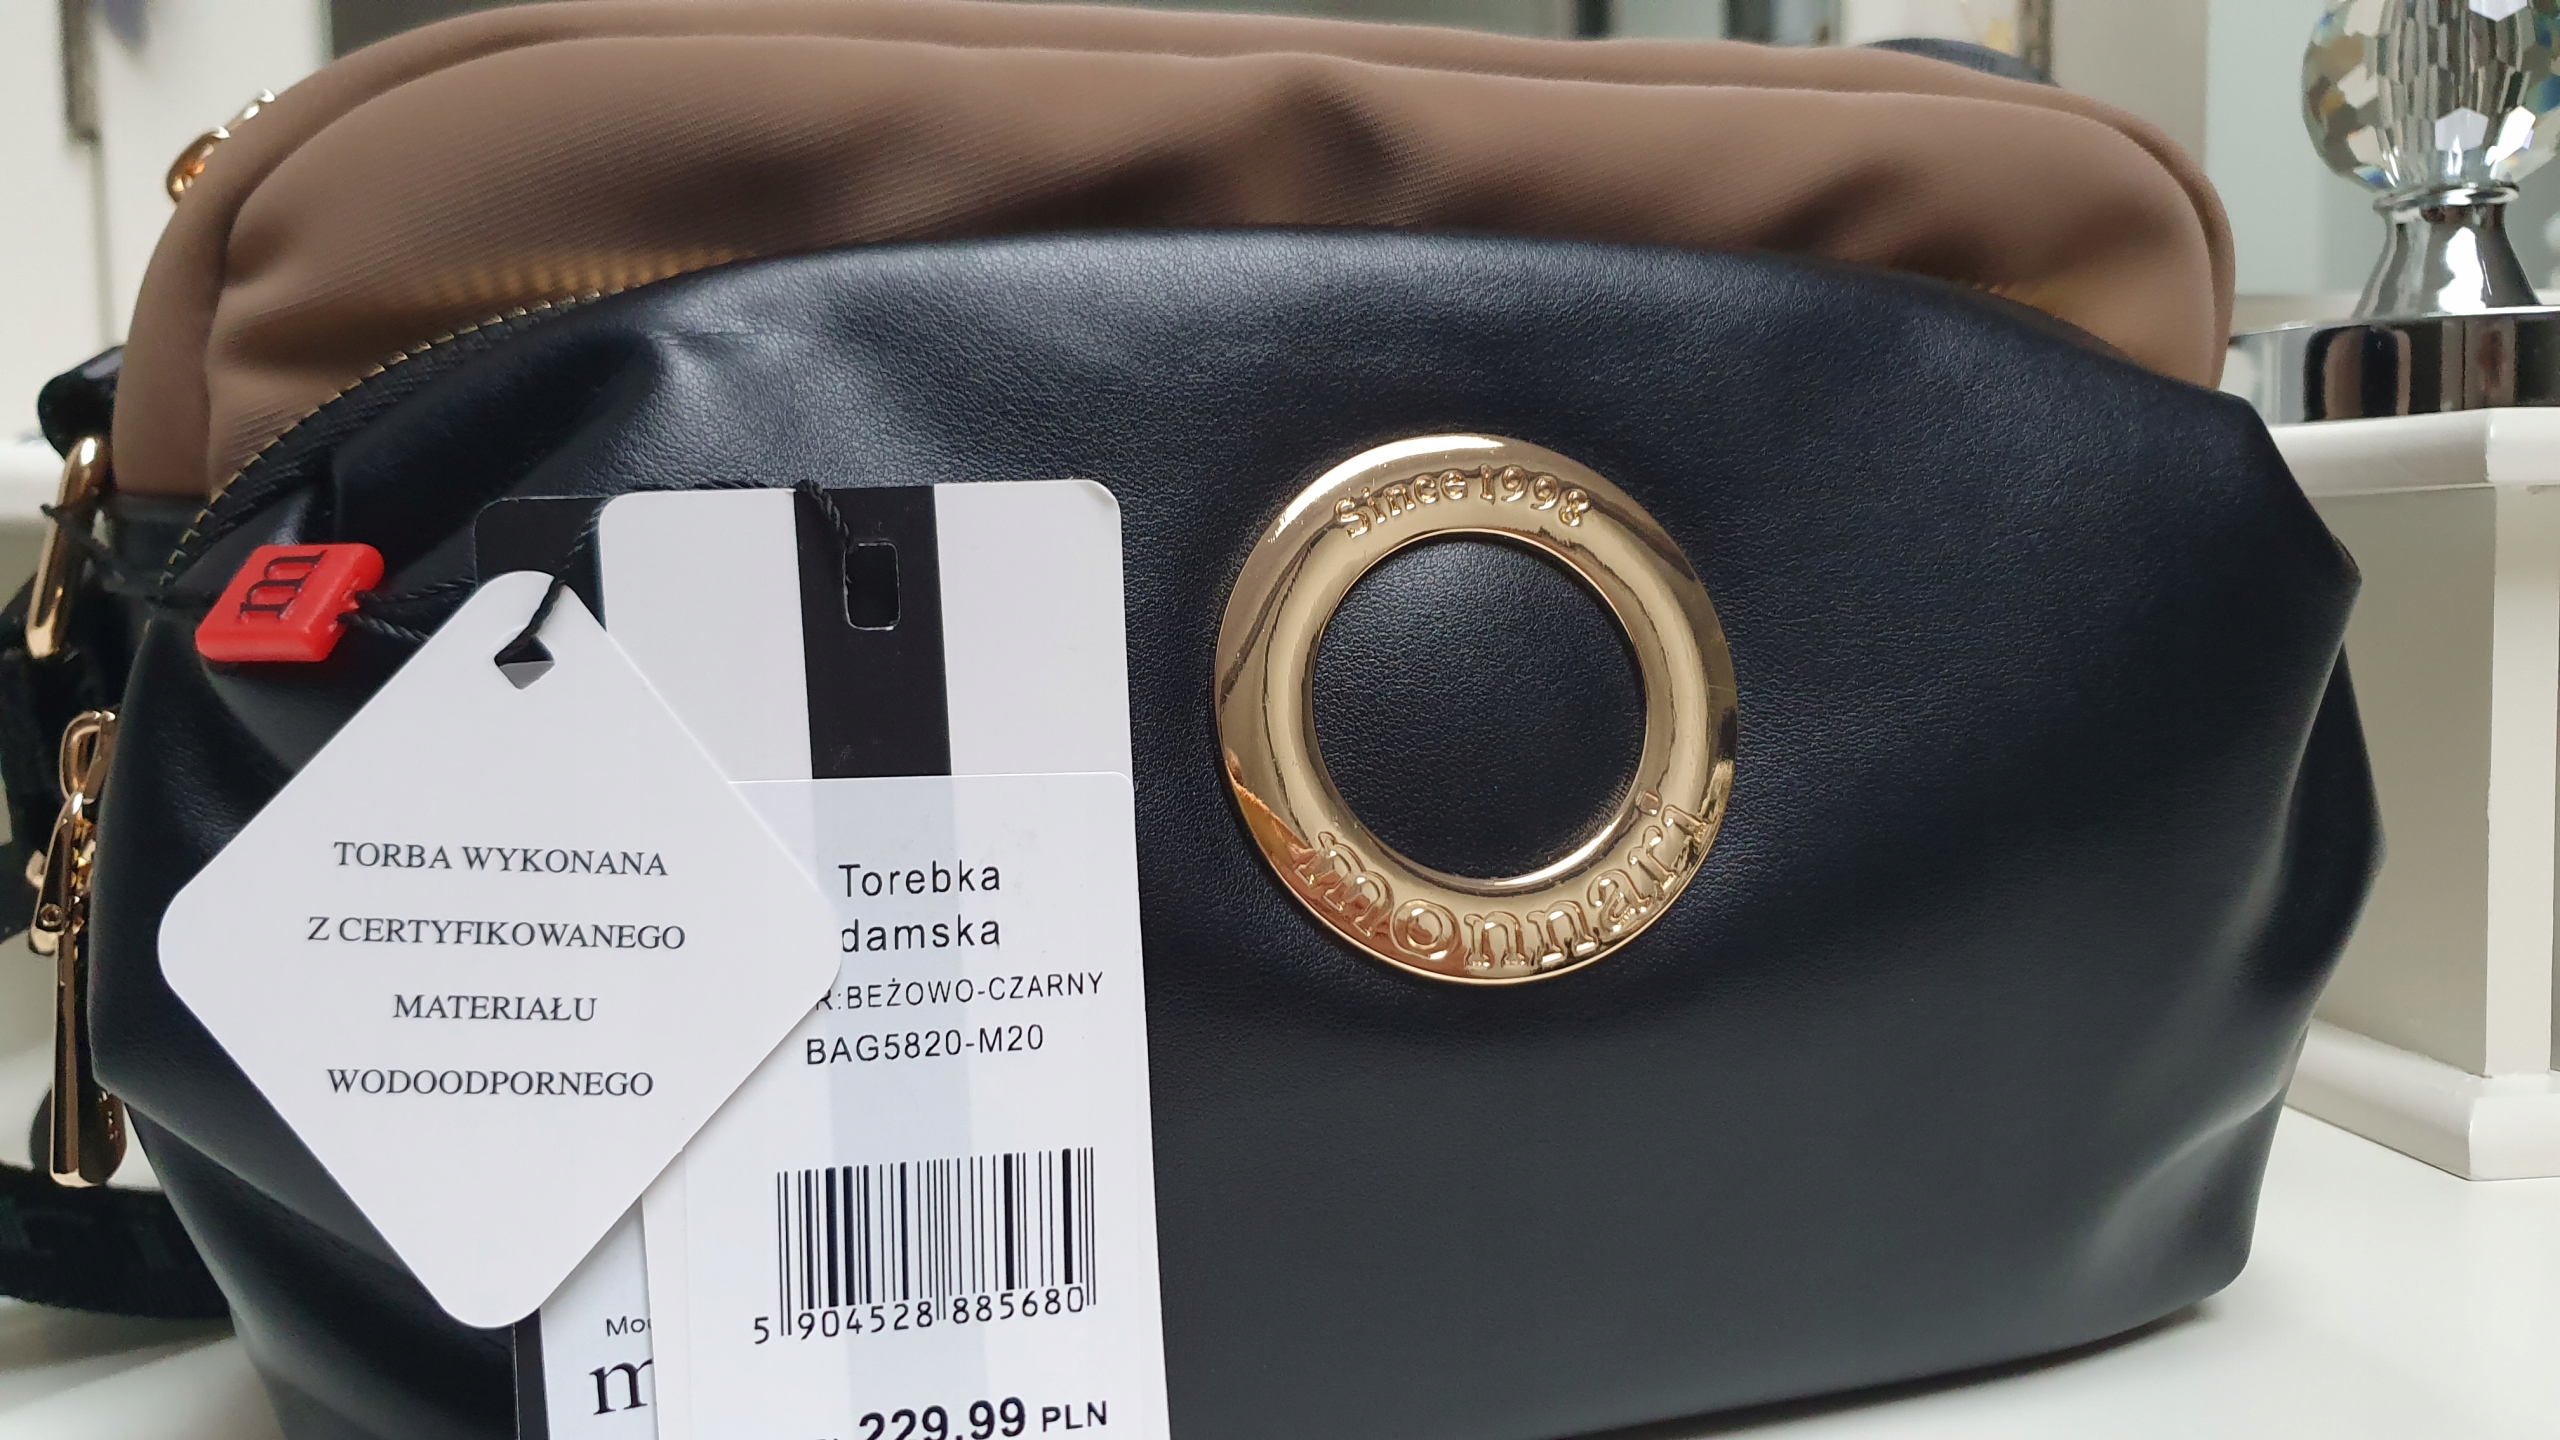 Since 1998
monnari
m
TORBA WYKONANA
Z CERTYFIKOWANEGO
MATERIAŁU
WODOODPORNEGO
Torebka
damska
R:BEŻOWO-CZARNY
BAG5820-M20
5 904528 885680
229.99 PLN